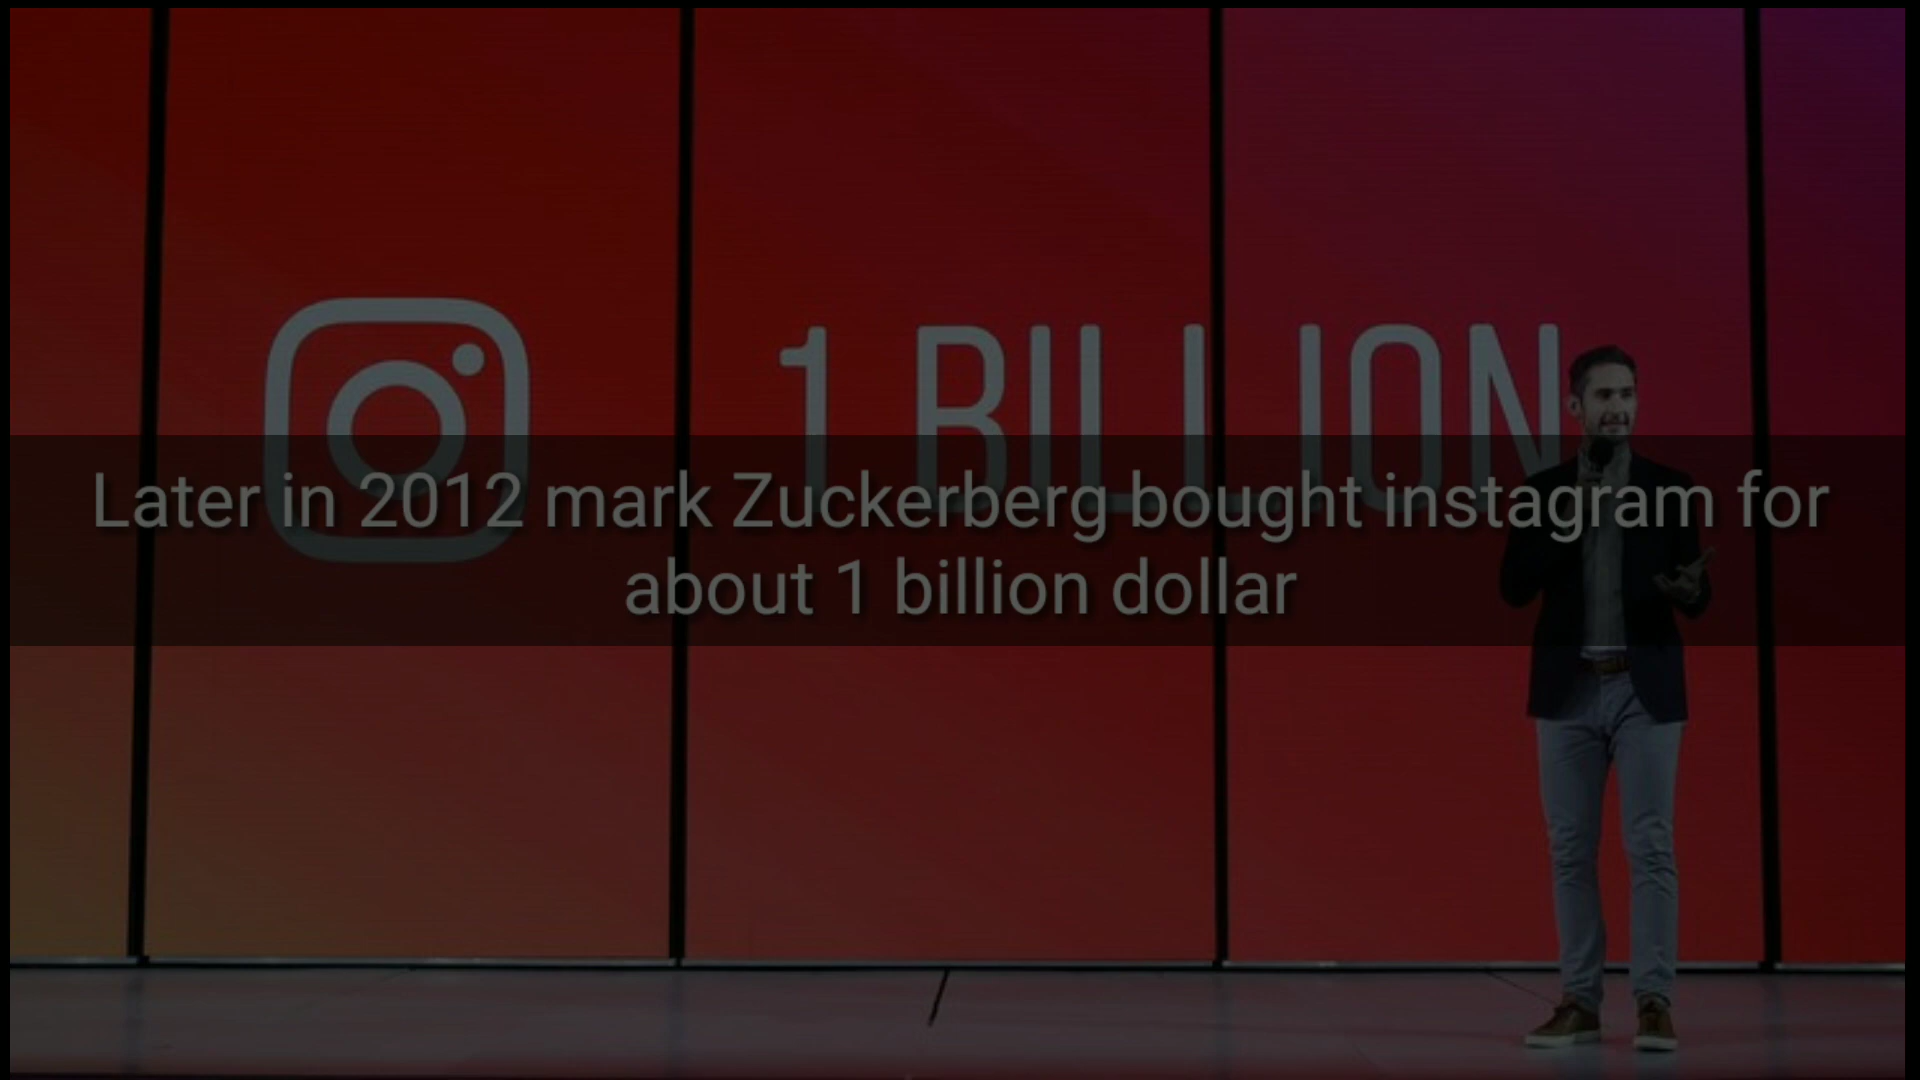 1 BILLION
Later in 2012 mark Zuckerberg bought instagram for
about 1 billion dollar